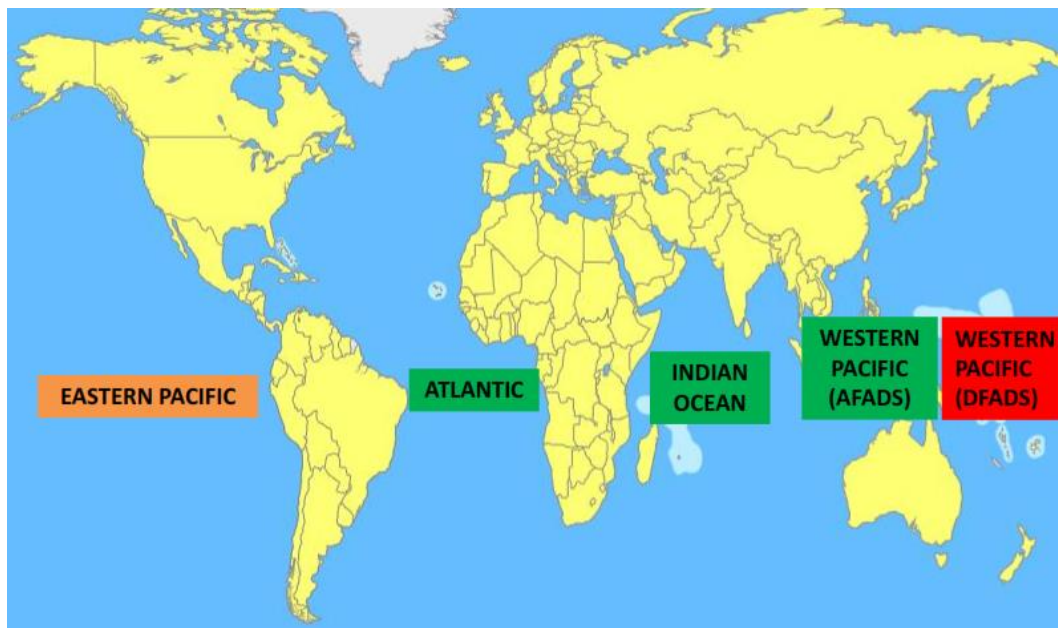 EASTERN PACIFIC
ATLANTIC
INDIAN
OCEAN
WESTERN
PACIFIC
(AFADS)
WESTERN
PACIFIC
(DFADS)